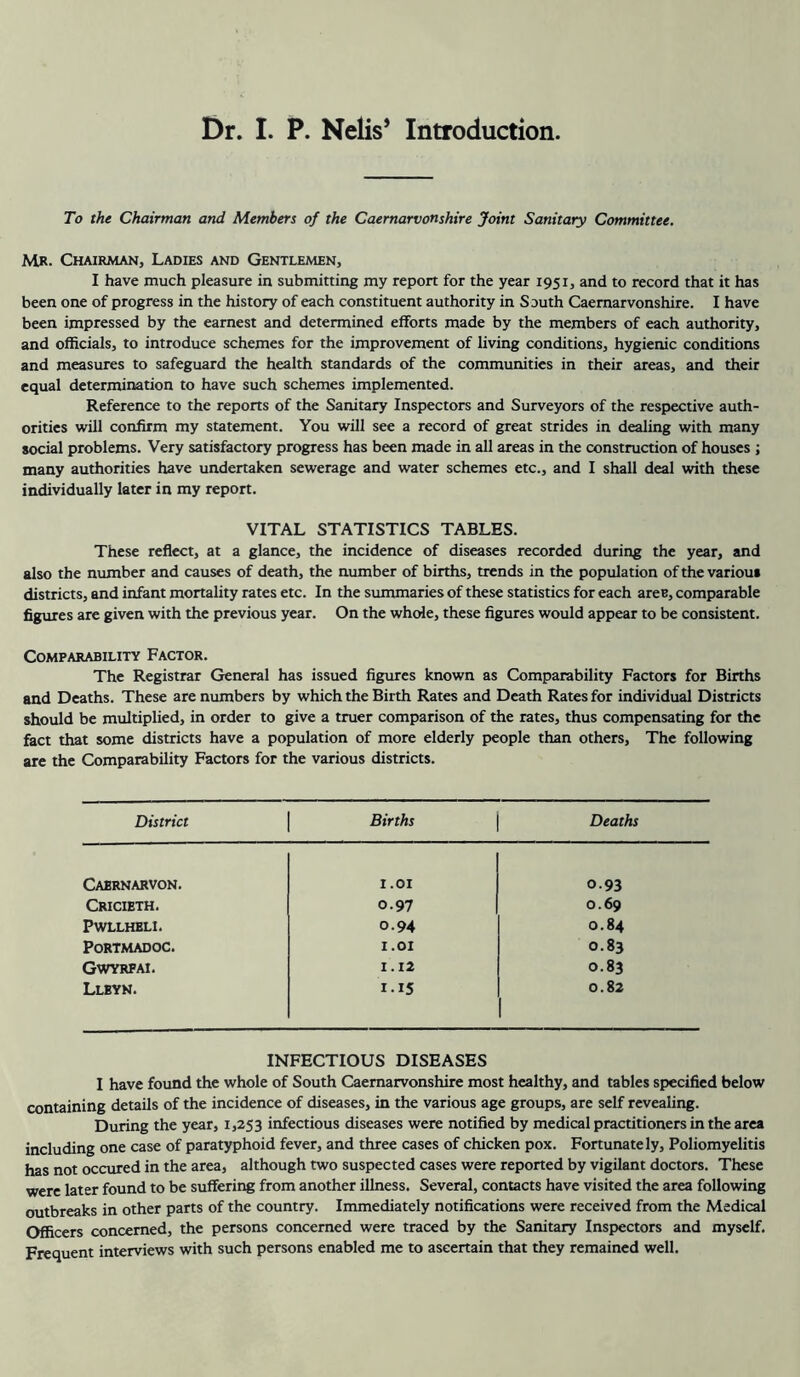 Dr. I. P. Nelis' Introduction.
To the Chairman and Members of the Caernarvonshire Joint Sanitary Committee.
Mr. Chairman, Ladies and Gentlemen,
I have much pleasure in submitting my report for the year 1951, and to record that it has
been one of progress in the history of each constituent authority in South Caernarvonshire. I have
been impressed by the earnest and determined efforts made by the members of each authority,
and officials, to introduce schemes for the improvement of living conditions, hygienic conditions
and measures to safeguard the health standards of the communities in their areas, and their
equal determination to have such schemes implemented.
Reference to the reports of the Sanitary Inspectors and Surveyors of the respective auth-
orities will confirm my statement. You will see a record of great strides in dealing with many
social problems. Very satisfactory progress has been made in all areas in the construction of houses ;
many authorities have undertaken sewerage and water schemes etc., and I shall deal with these
individually later in my report.
VITAL STATISTICS TABLES.
These reflect, at a glance, the incidence of diseases recorded during the year, and
also the number and causes of death, the number of births, trends in the population of the various
districts, and infant mortality rates etc. In the summaries of these statistics for each areB, comparable
figures are given with the previous year. On the whole, these figures would appear to be consistent.
Comparability Factor.
The Registrar General has issued figures known as Comparability Factors for Births
and Deaths. These are numbers by which the Birth Rates and Death Rates for individual Districts
should be multiplied, in order to give a truer comparison of the rates, thus compensating for the
fact that some districts have a population of more elderly people than others, The following
are the Comparability Factors for the various districts.
District | Births | Deaths
Caernarvon. 1.01 0.93
Cricieth. 0.97 0.69
Pwllheli. 0.94 0.84
Portmadoc. 1.01 0.83
Gwyrfai. 1.12 0.83
Lleyn. 1.15 0.82
INFECTIOUS DISEASES
I have found the whole of South Caernarvonshire most healthy, and tables specified below
containing details of the incidence of diseases, in the various age groups, are self revealing.
During the year, 1,253 infectious diseases were notified by medical practitioners in the area
including one case of paratyphoid fever, and three cases of chicken pox. Fortunately, Poliomyelitis
has not occured in the area, although two suspected cases were reported by vigilant doctors. These
were later found to be suffering from another illness. Several, contacts have visited the area following
outbreaks in other parts of the country. Immediately notifications were received from the Medical
Officers concerned, the persons concerned were traced by the Sanitary Inspectors and myself.
Frequent interviews with such persons enabled me to ascertain that they remained well.